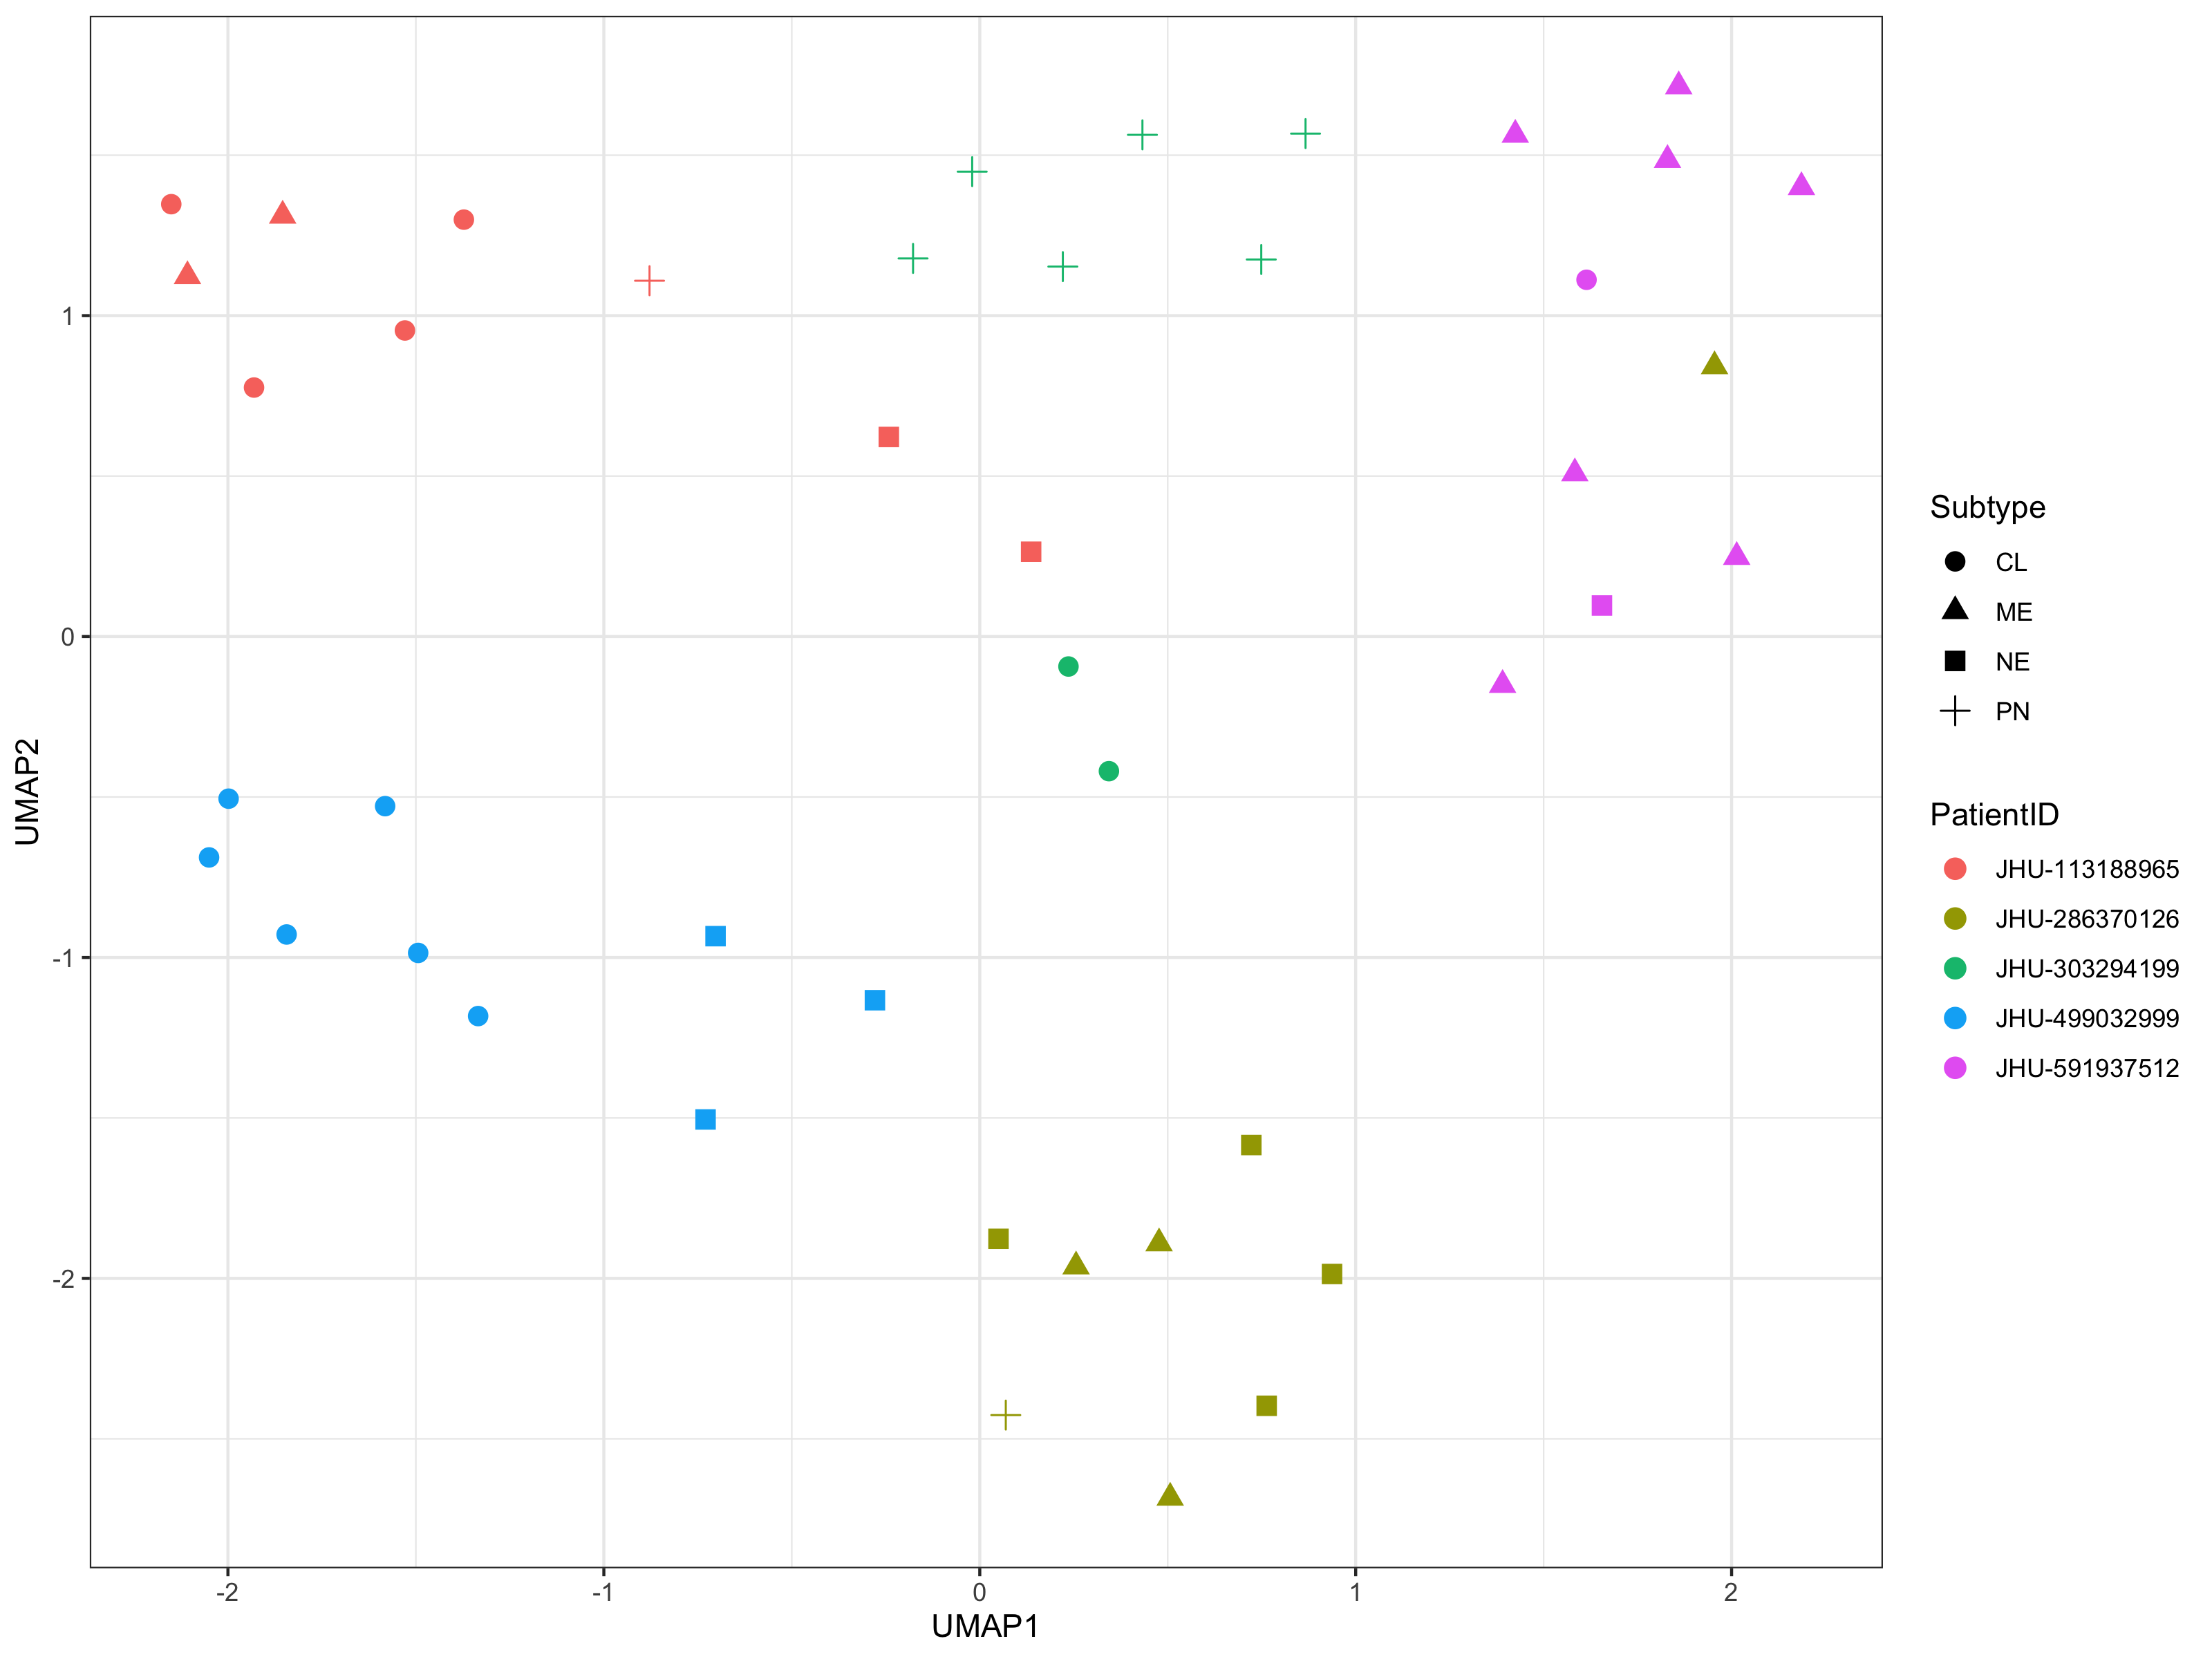 1
0
-1
-2
UMAP2
-2
-1
0
1
2
UMAP1
Subtype
CL
ME
NE
PN
PatientID
JHU-113188965
JHU-286370126
JHU-303294199
JHU-499032999
JHU-591937512